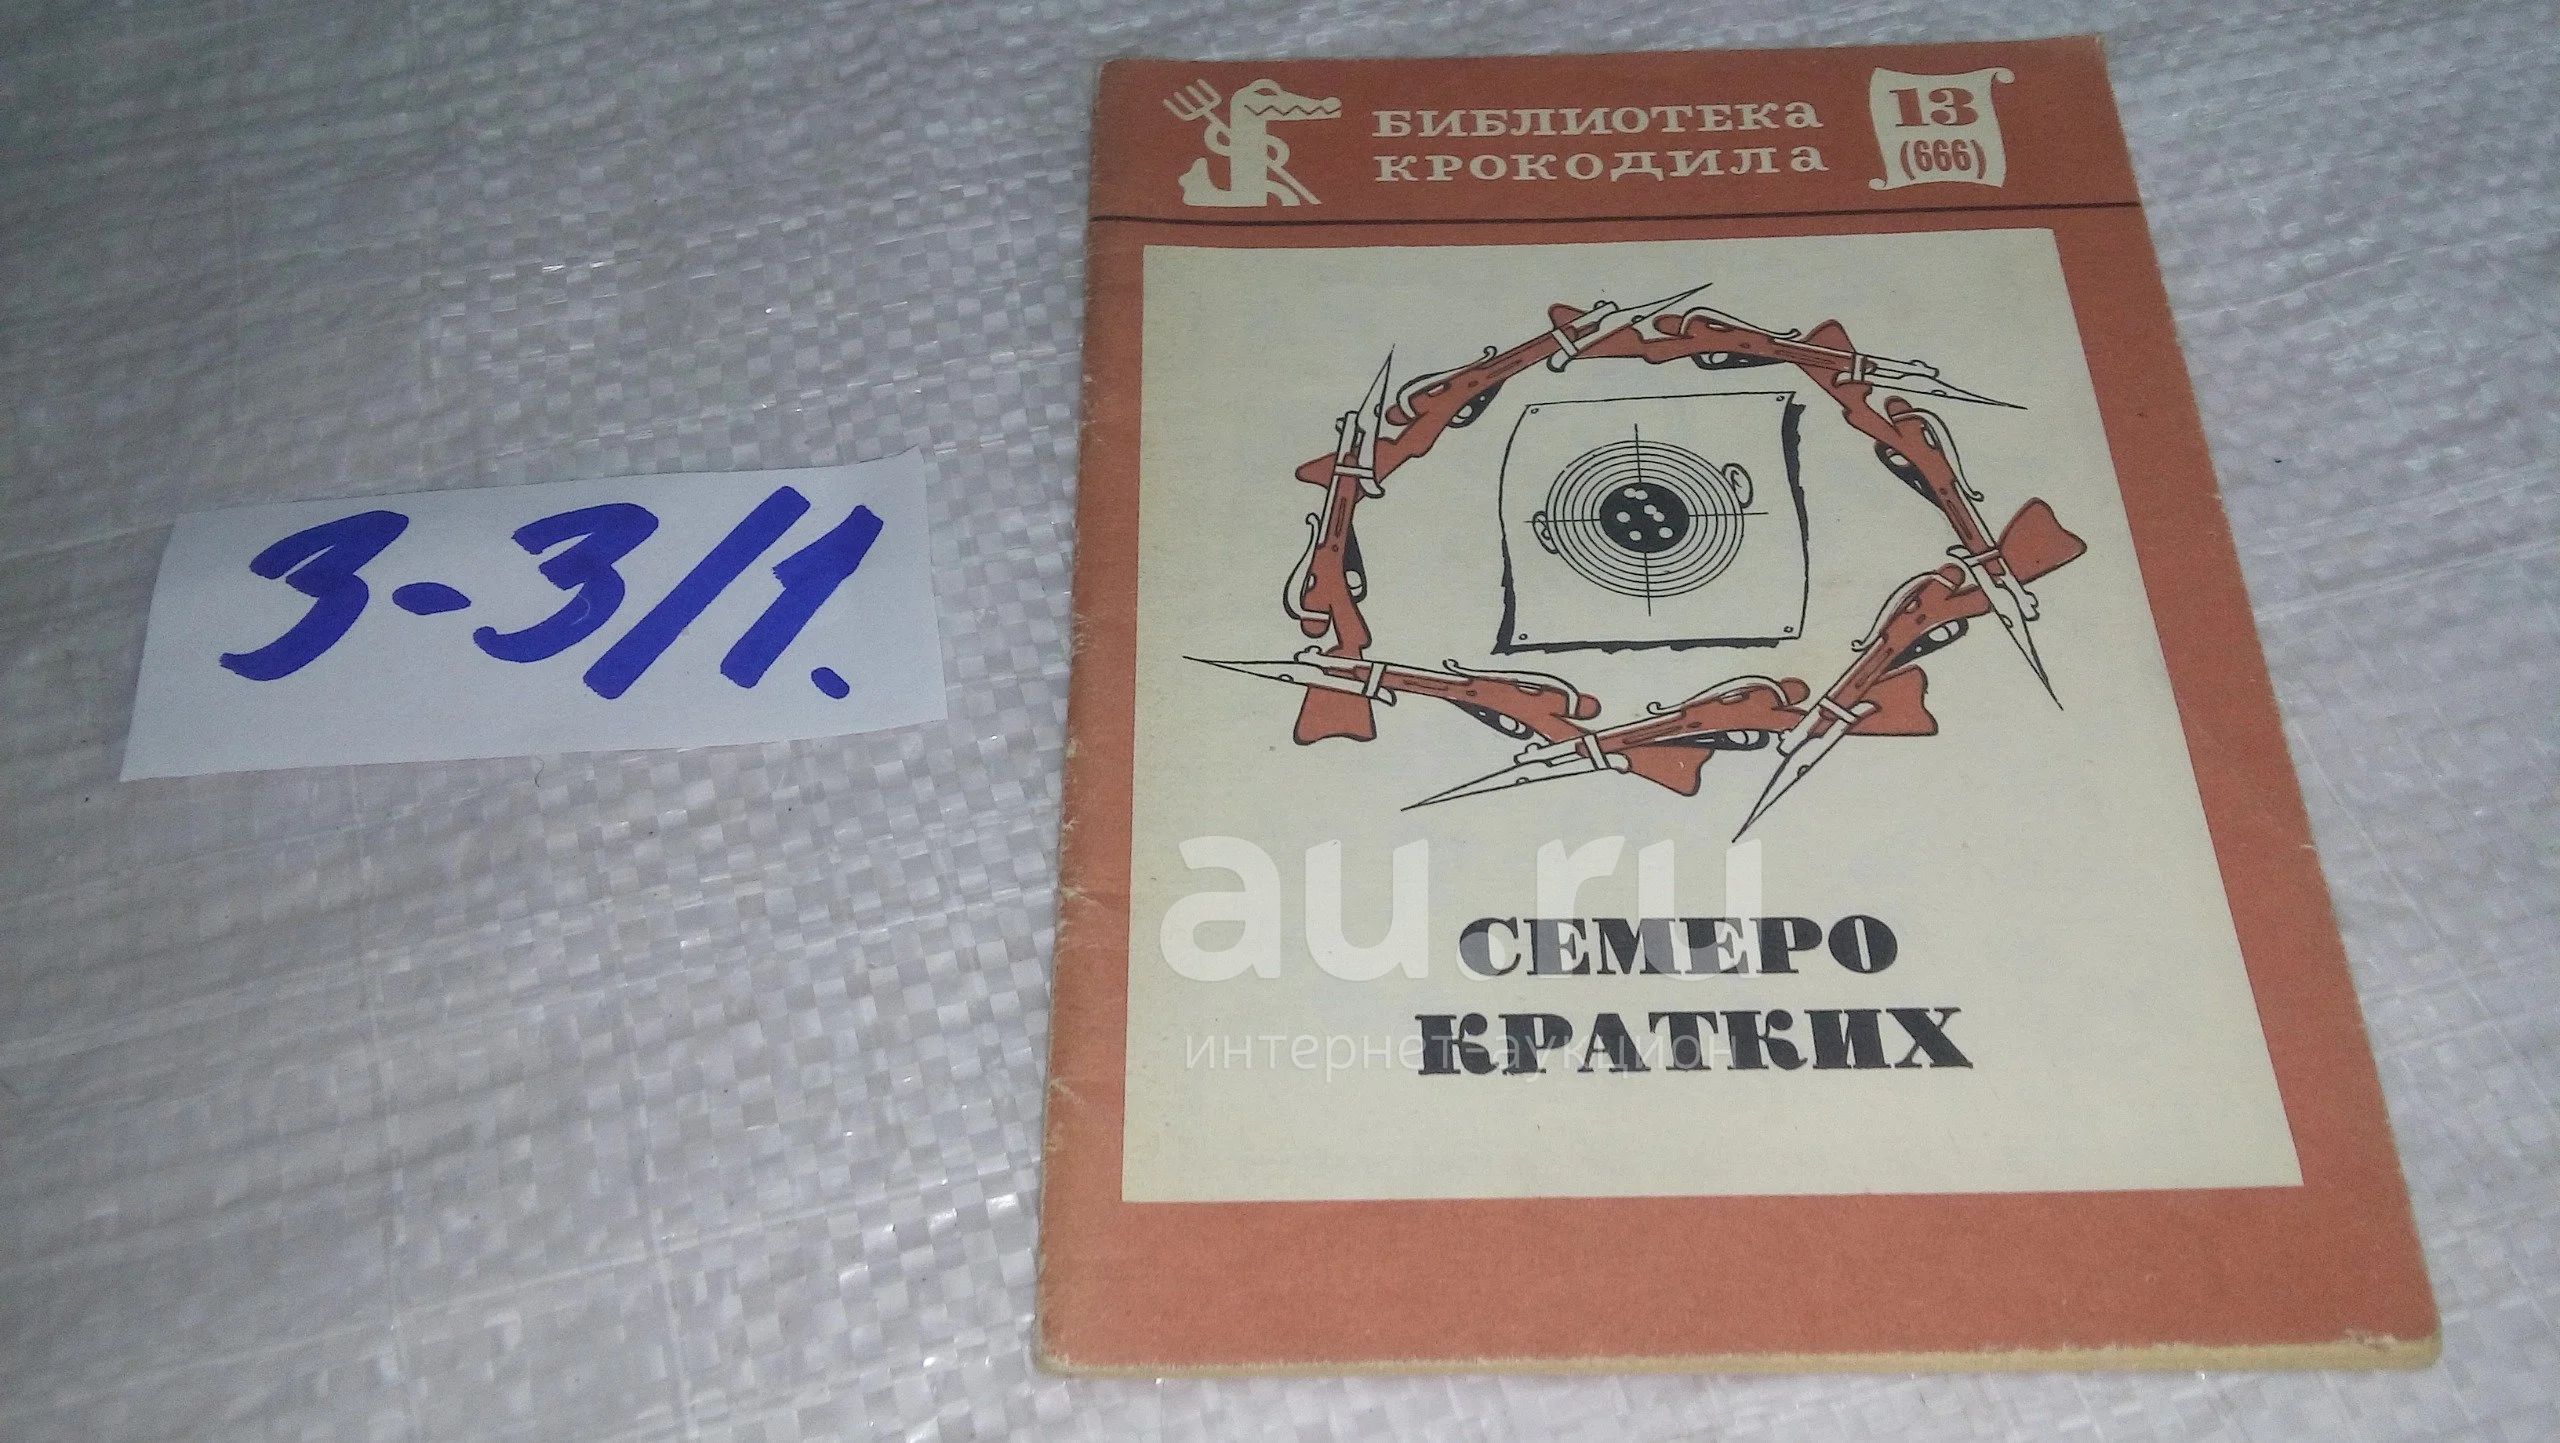 3-3/1.
БИБЛИОТЕКА
КРОКОДИЛА
13
(666)
au.ru
СЕМЕРО
КРАТКИХ
интернет-аукцион